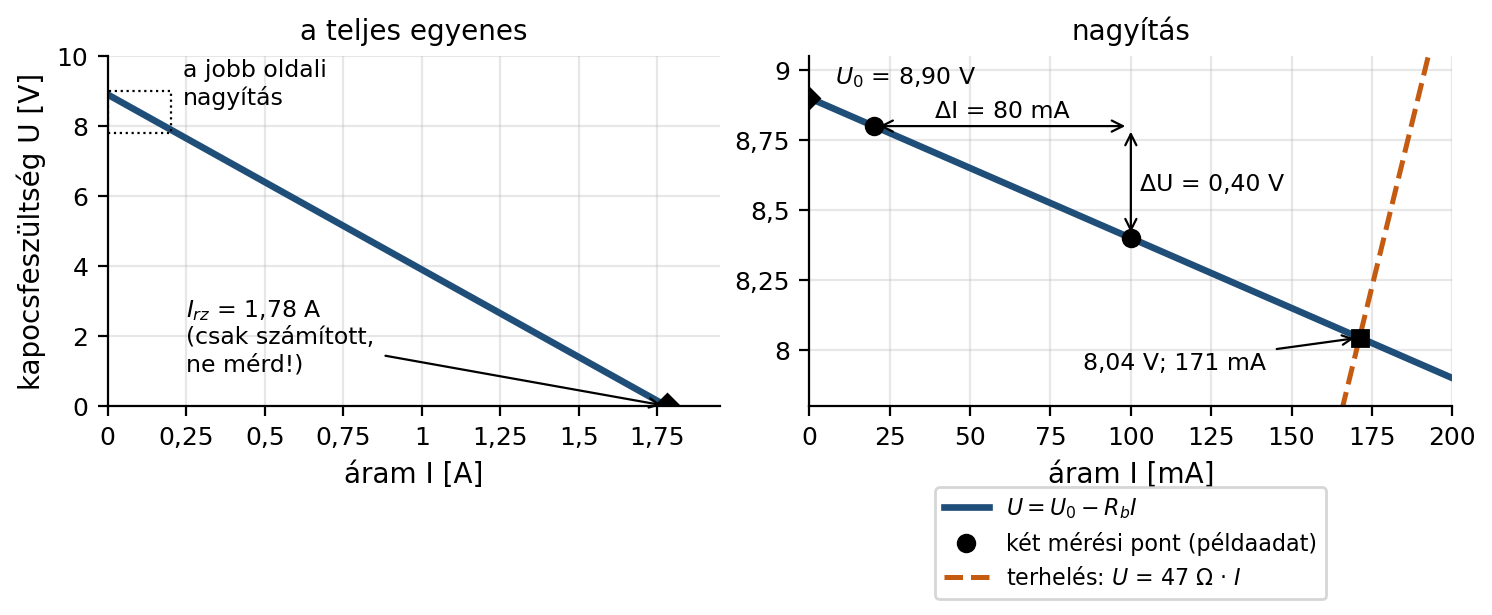 a teljes egyenes
kapocsfeszültség U [V]
10
8
6
4
2
0
a jobb oldali
nagyítás
I_rz = 1,78 A
(csak számított,
ne mérd!)
0 0,25 0,5 0,75 1 1,25 1,5 1,75
áram I [A]
nagyítás
9
8,75
8,5
8,25
8
U₀ = 8,90 V
ΔI = 80 mA
ΔU = 0,40 V
8,04 V; 171 mA
0 25 50 75 100 125 150 175 200
áram I [mA]
U = U₀ − R_bI
két mérési pont (példaadat)
terhelés: U = 47 Ω · I